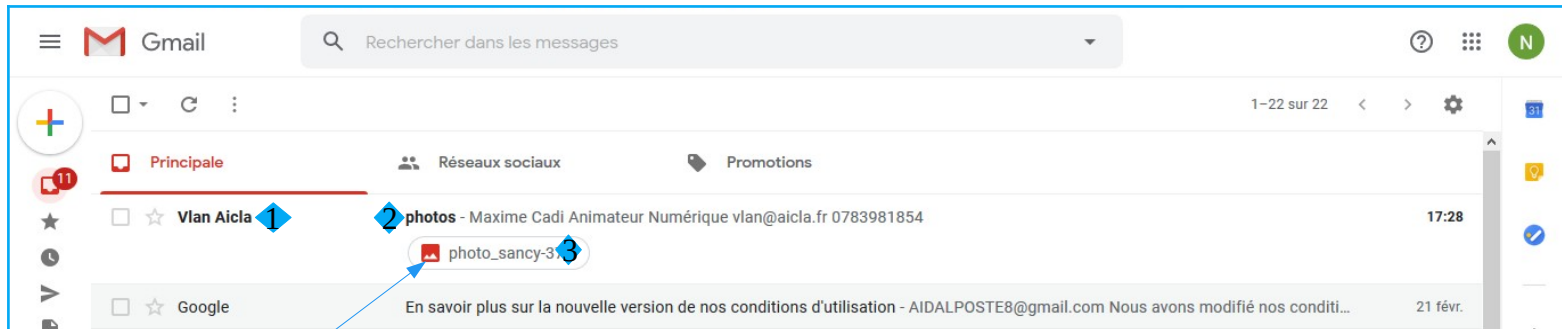 Gmail Rechercher dans les messages N
1–22 sur 22 31
11 Principale Réseaux sociaux Promotions
Vlan Aicla 1 2 photos - Maxime Cadi Animateur Numérique vlan@aicla.fr 0783981854 17:28
photo_sancy-3 3
Google En savoir plus sur la nouvelle version de nos conditions d'utilisation - AIDALPOSTE8@gmail.com Nous avons modifié nos conditi... 21 févr.